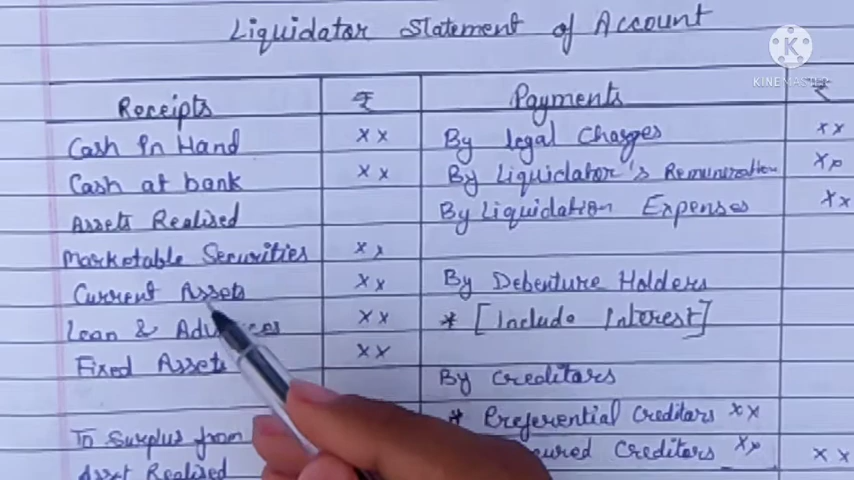 Liquidator Statement of Account
K
KINEMASTER
Receipts ₹ Payments ₹
Cash In Hand xx By legal Charges xx
Cash at bank xx By Liquidator's Remunization xx
Assets Realised By Liquidation Expenses xx
Marketable Securities xx
Current Assets xx By Debenture Holders
Loan & Advances xx * [Include Interest]
Fixed Assets xx
By Creditors
* Preferential Creditors xx
To Surplus from
Creditors xx xx
Asset Realised